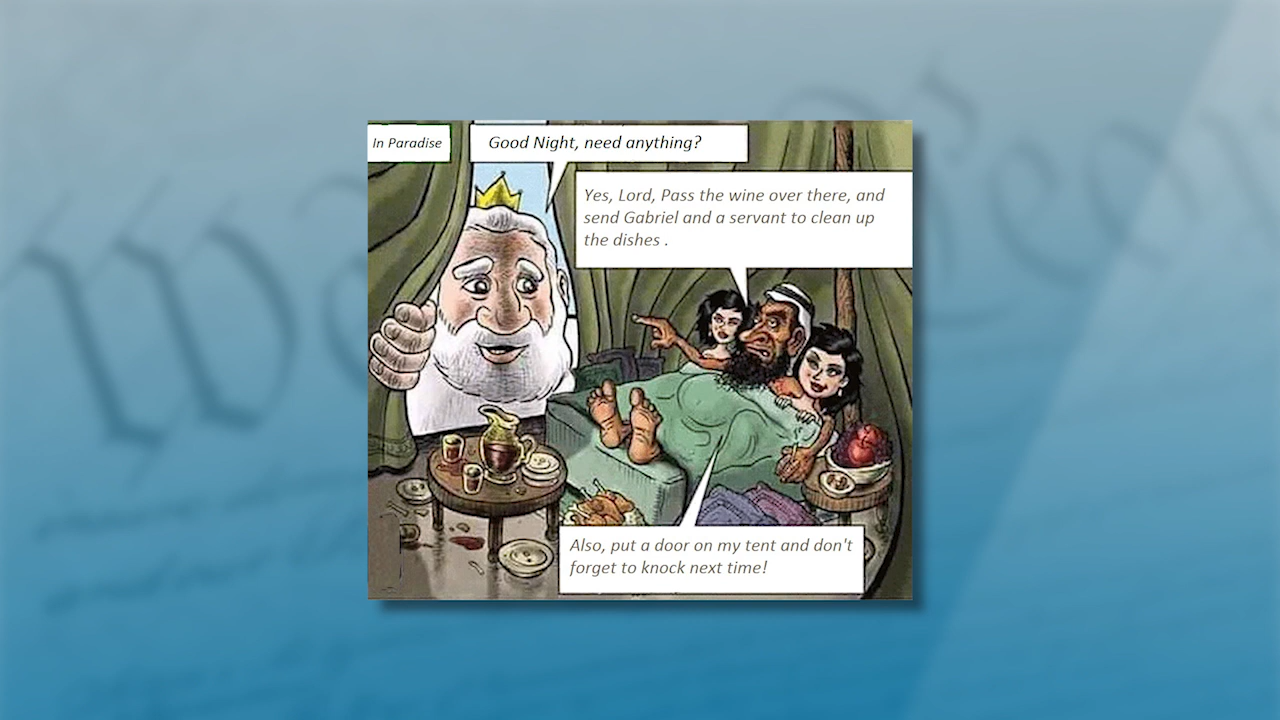 In Paradise
Good Night, need anything?
Yes, Lord, Pass the wine over there, and
send Gabriel and a servant to clean up
the dishes .
Also, put a door on my tent and don't
forget to knock next time!
We